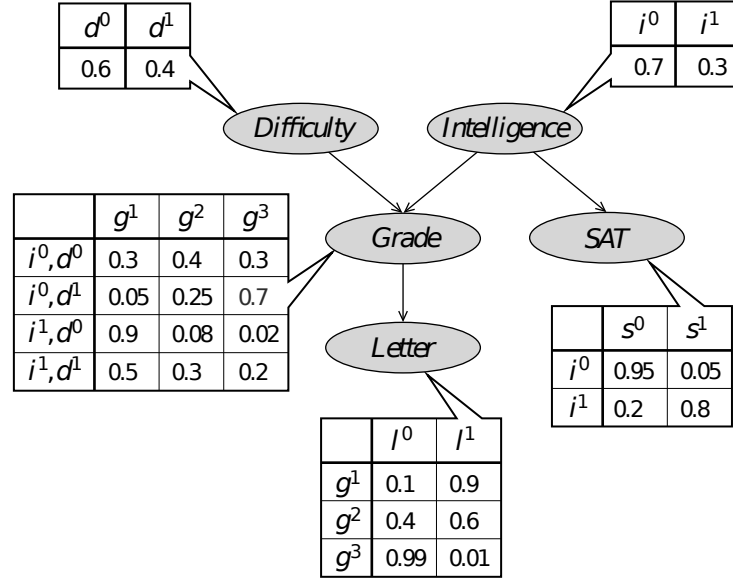 d⁰ d¹
0.6 0.4
i⁰ i¹
0.7 0.3
Difficulty
Intelligence
g¹ g² g³
i⁰,d⁰ 0.3 0.4 0.3
i⁰,d¹ 0.05 0.25 0.7
i¹,d⁰ 0.9 0.08 0.02
i¹,d¹ 0.5 0.3 0.2
Grade
SAT
Letter
s⁰ s¹
i⁰ 0.95 0.05
i¹ 0.2 0.8
l⁰ l¹
g¹ 0.1 0.9
g² 0.4 0.6
g³ 0.99 0.01